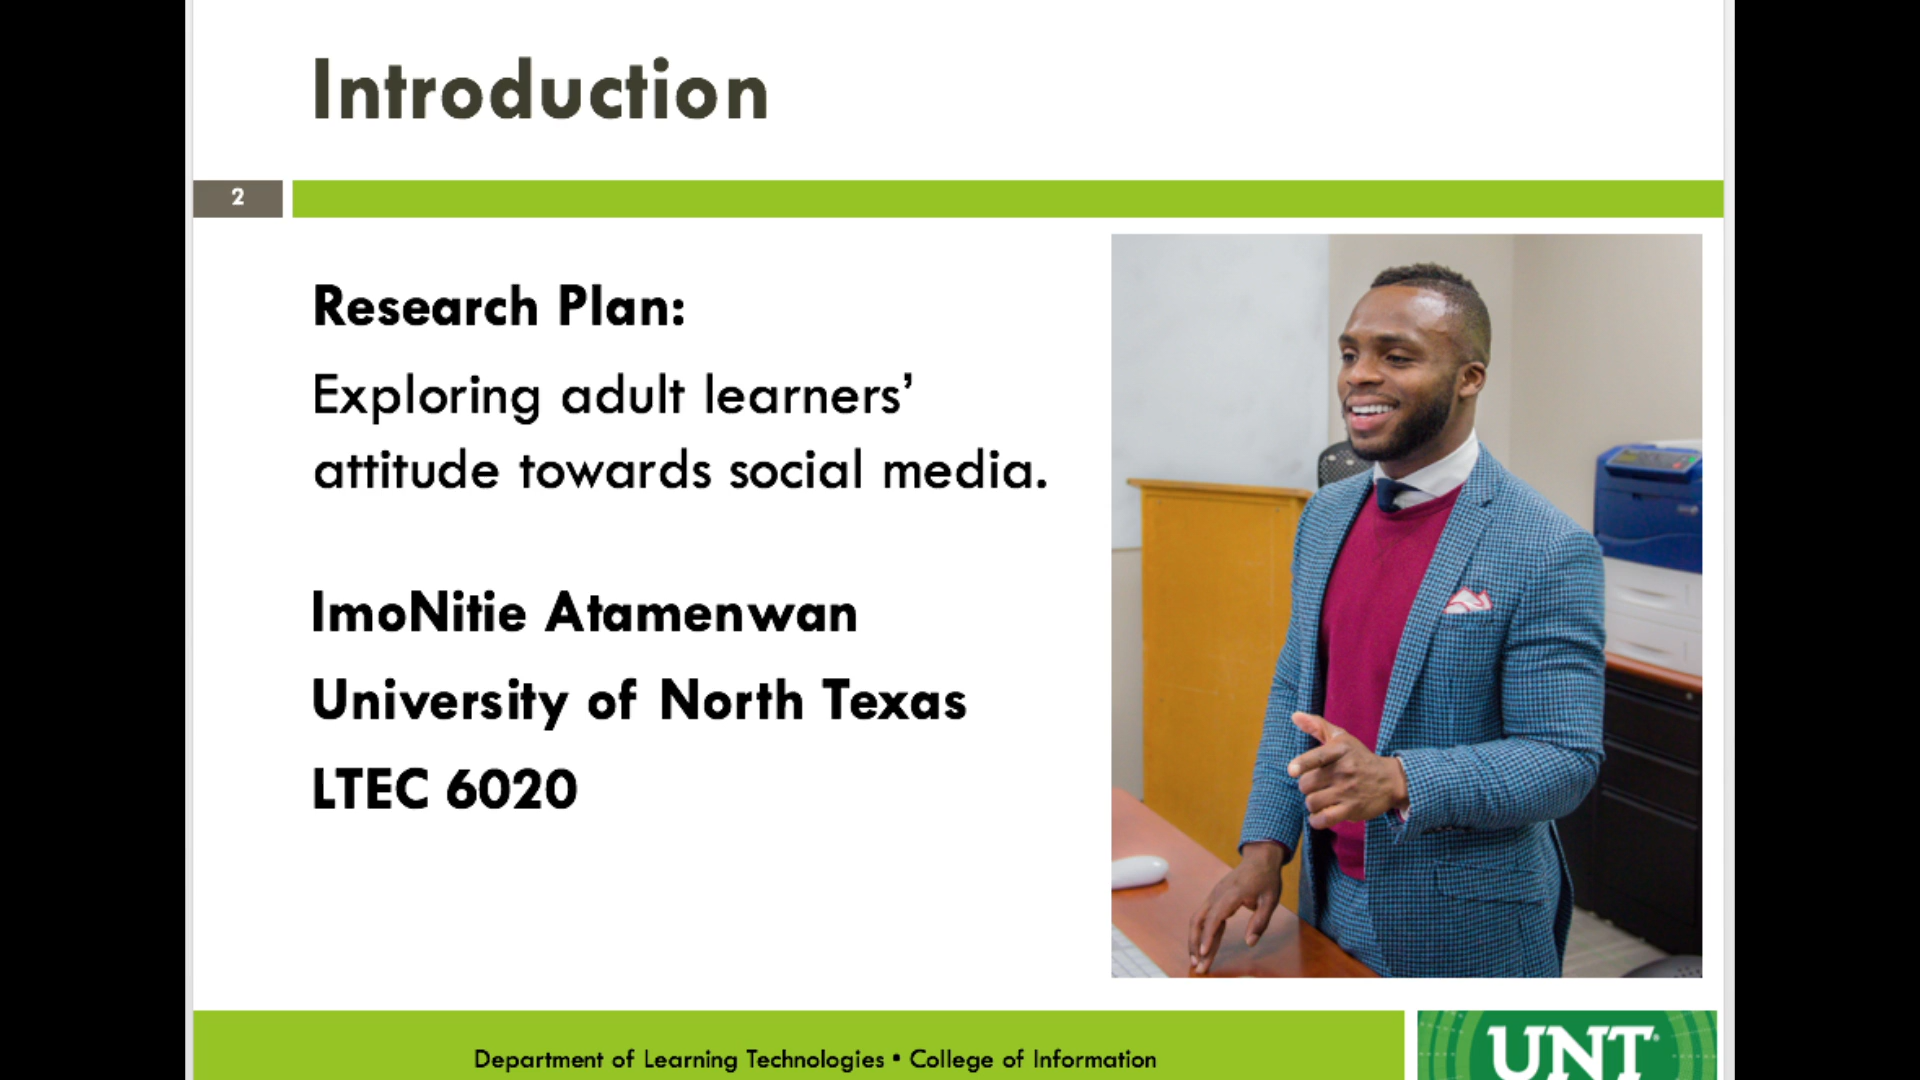 Introduction
2
Research Plan:
Exploring adult learners’
attitude towards social media.
ImoNitie Atamenwan
University of North Texas
LTEC 6020
Department of Learning Technologies • College of Information
UNT